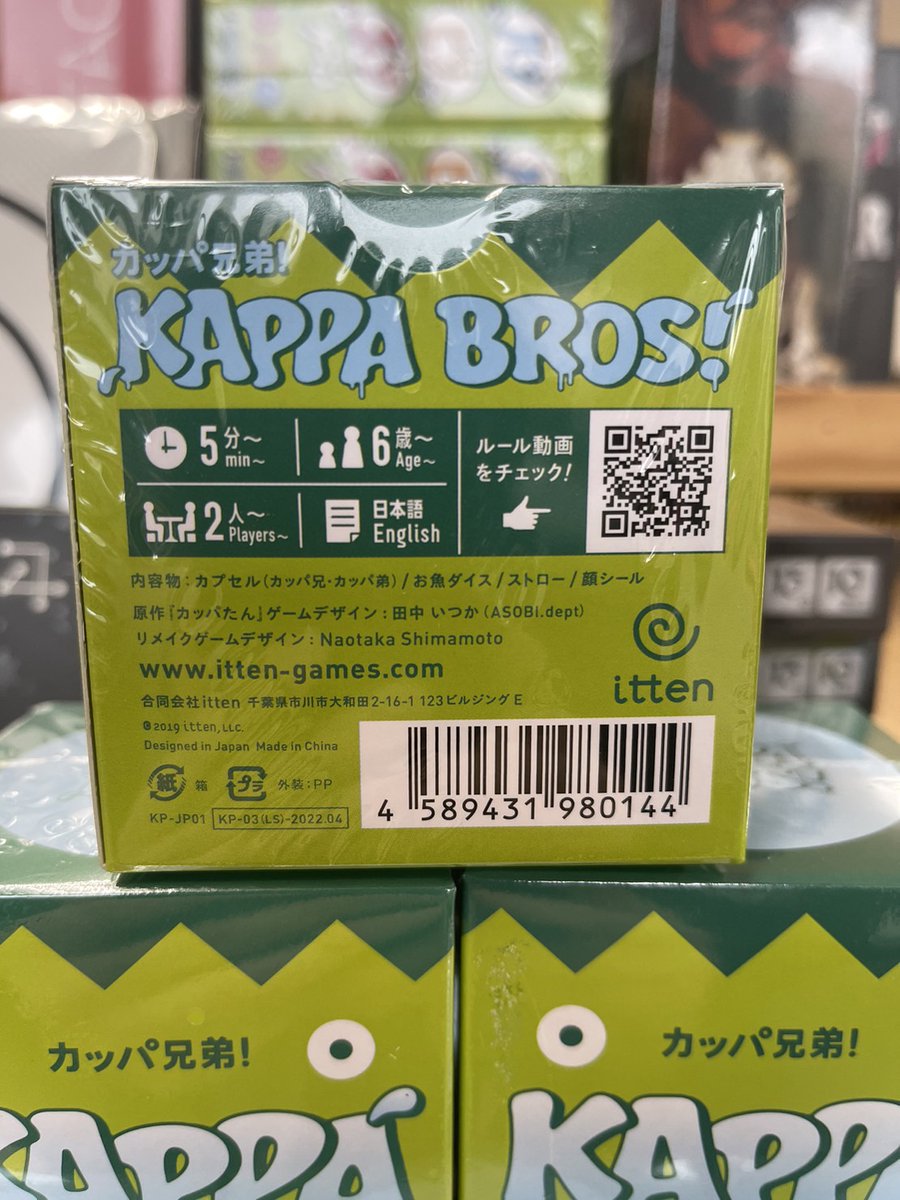 カッパ兄弟!
KAPPA BROS!
5 分~ min~
6 歳~ Age~
ルール動画
をチェック!
2 人~ Players~
日本語
English
内容物:カプセル(カッパ兄・カッパ弟)/お魚ダイス/ストロー/顔シール
原作『カッパたん』ゲームデザイン:田中 いつか(ASOBI.dept)
リメイクゲームデザイン:Naotaka Shimamoto
www.itten-games.com
itten
合同会社itten 千葉県市川市大和田2-16-1 123ビルジング E
©2019 itten, LLC.
Designed in Japan Made in China
紙 箱 プラ 外装:PP
KP-JP01 KP-03(LS)-2022.04
4 589431 980144
カッパ兄弟!
カッパ兄弟!
KAPPA
KAPP